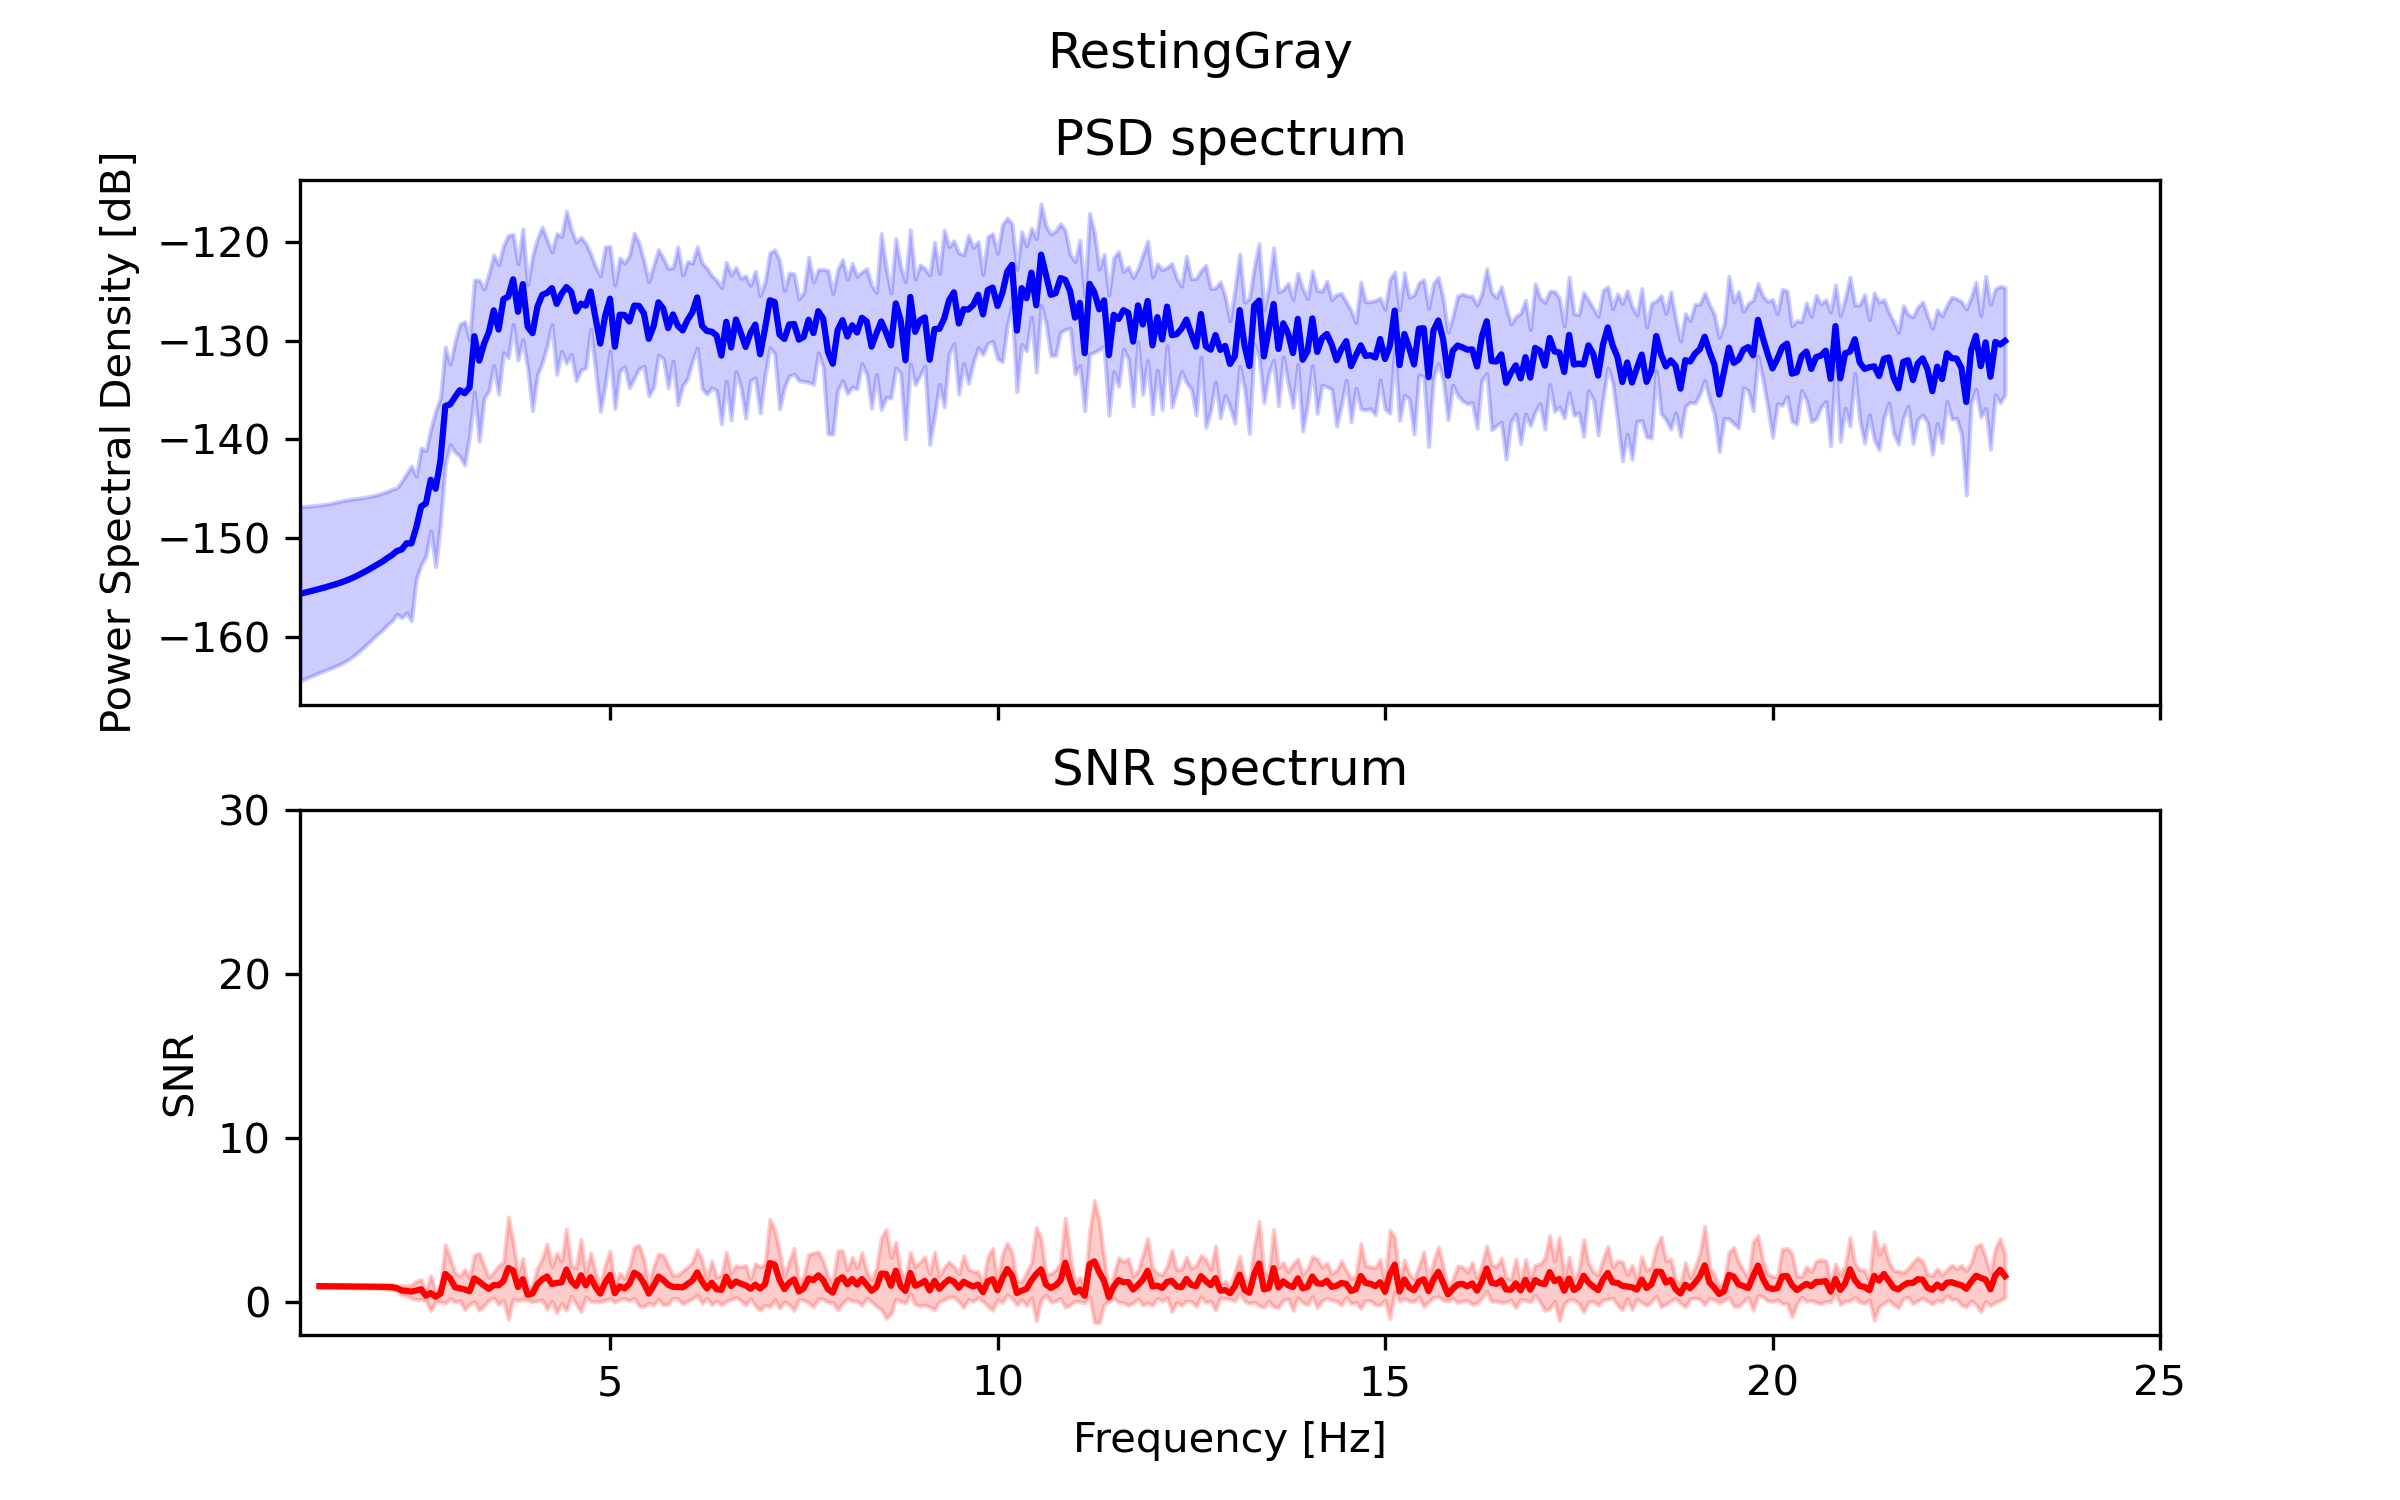 RestingGray
PSD spectrum
Power Spectral Density [dB]
−120
−130
−140
−150
−160
SNR spectrum
SNR
30
20
10
0
5 10 15 20 25
Frequency [Hz]